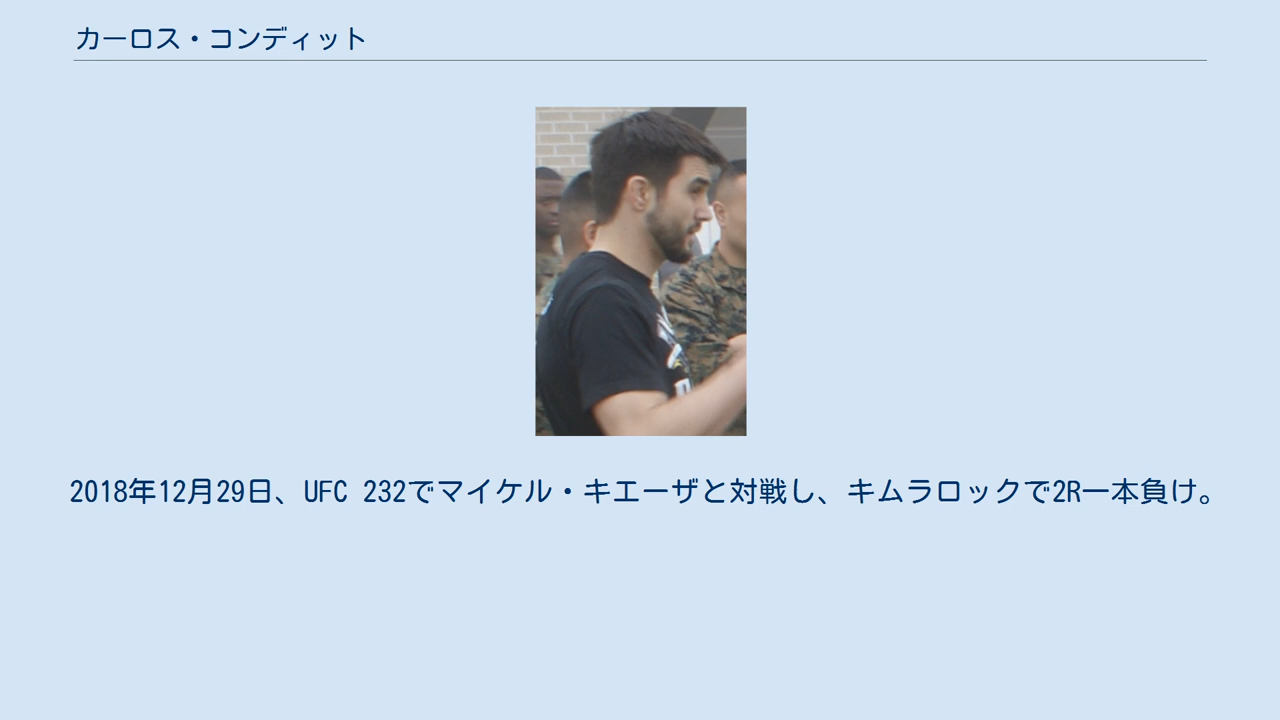 カーロス・コンディット
2018年12月29日、UFC 232でマイケル・キエーザと対戦し、キムラロックで2R一本負け。